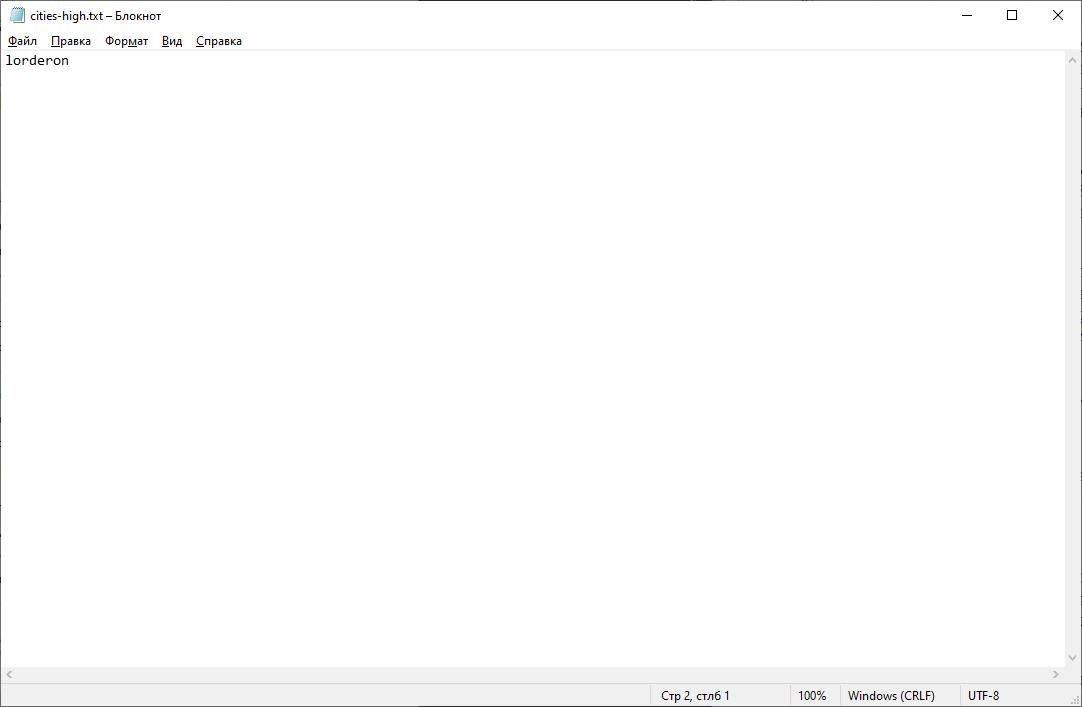 cities-high.txt – Блокнот
Файл Правка Формат Вид Справка
lorderon
Стр 2, стлб 1 100% Windows (CRLF) UTF-8